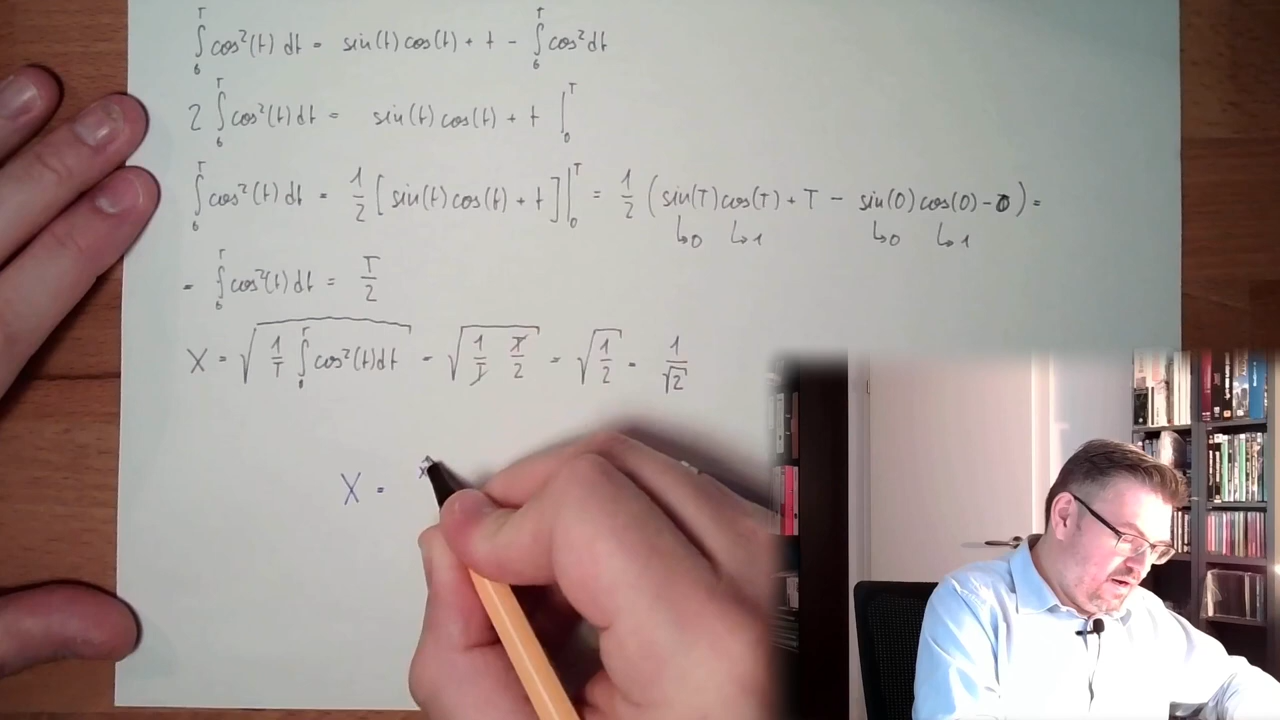 ∫₀ᵀ cos²(t) dt = sin(t) cos(t) + t - ∫₀ᵀ cos² dt
2 ∫₀ᵀ cos²(t) dt = sin(t) cos(t) + t |₀ᵀ
∫₀ᵀ cos²(t) dt = 1/2 [sin(t) cos(t) + t]|₀ᵀ = 1/2 (sin(T) cos(T) + T - sin(0) cos(0) - 0) =
↳0 ↳1 ↳0 ↳1
= ∫₀ᵀ cos²(t) dt = T/2
X = √(1/T ∫₀ᵀ cos²(t) dt) = √(1/T T/2) = √(1/2) = 1/√2
X =